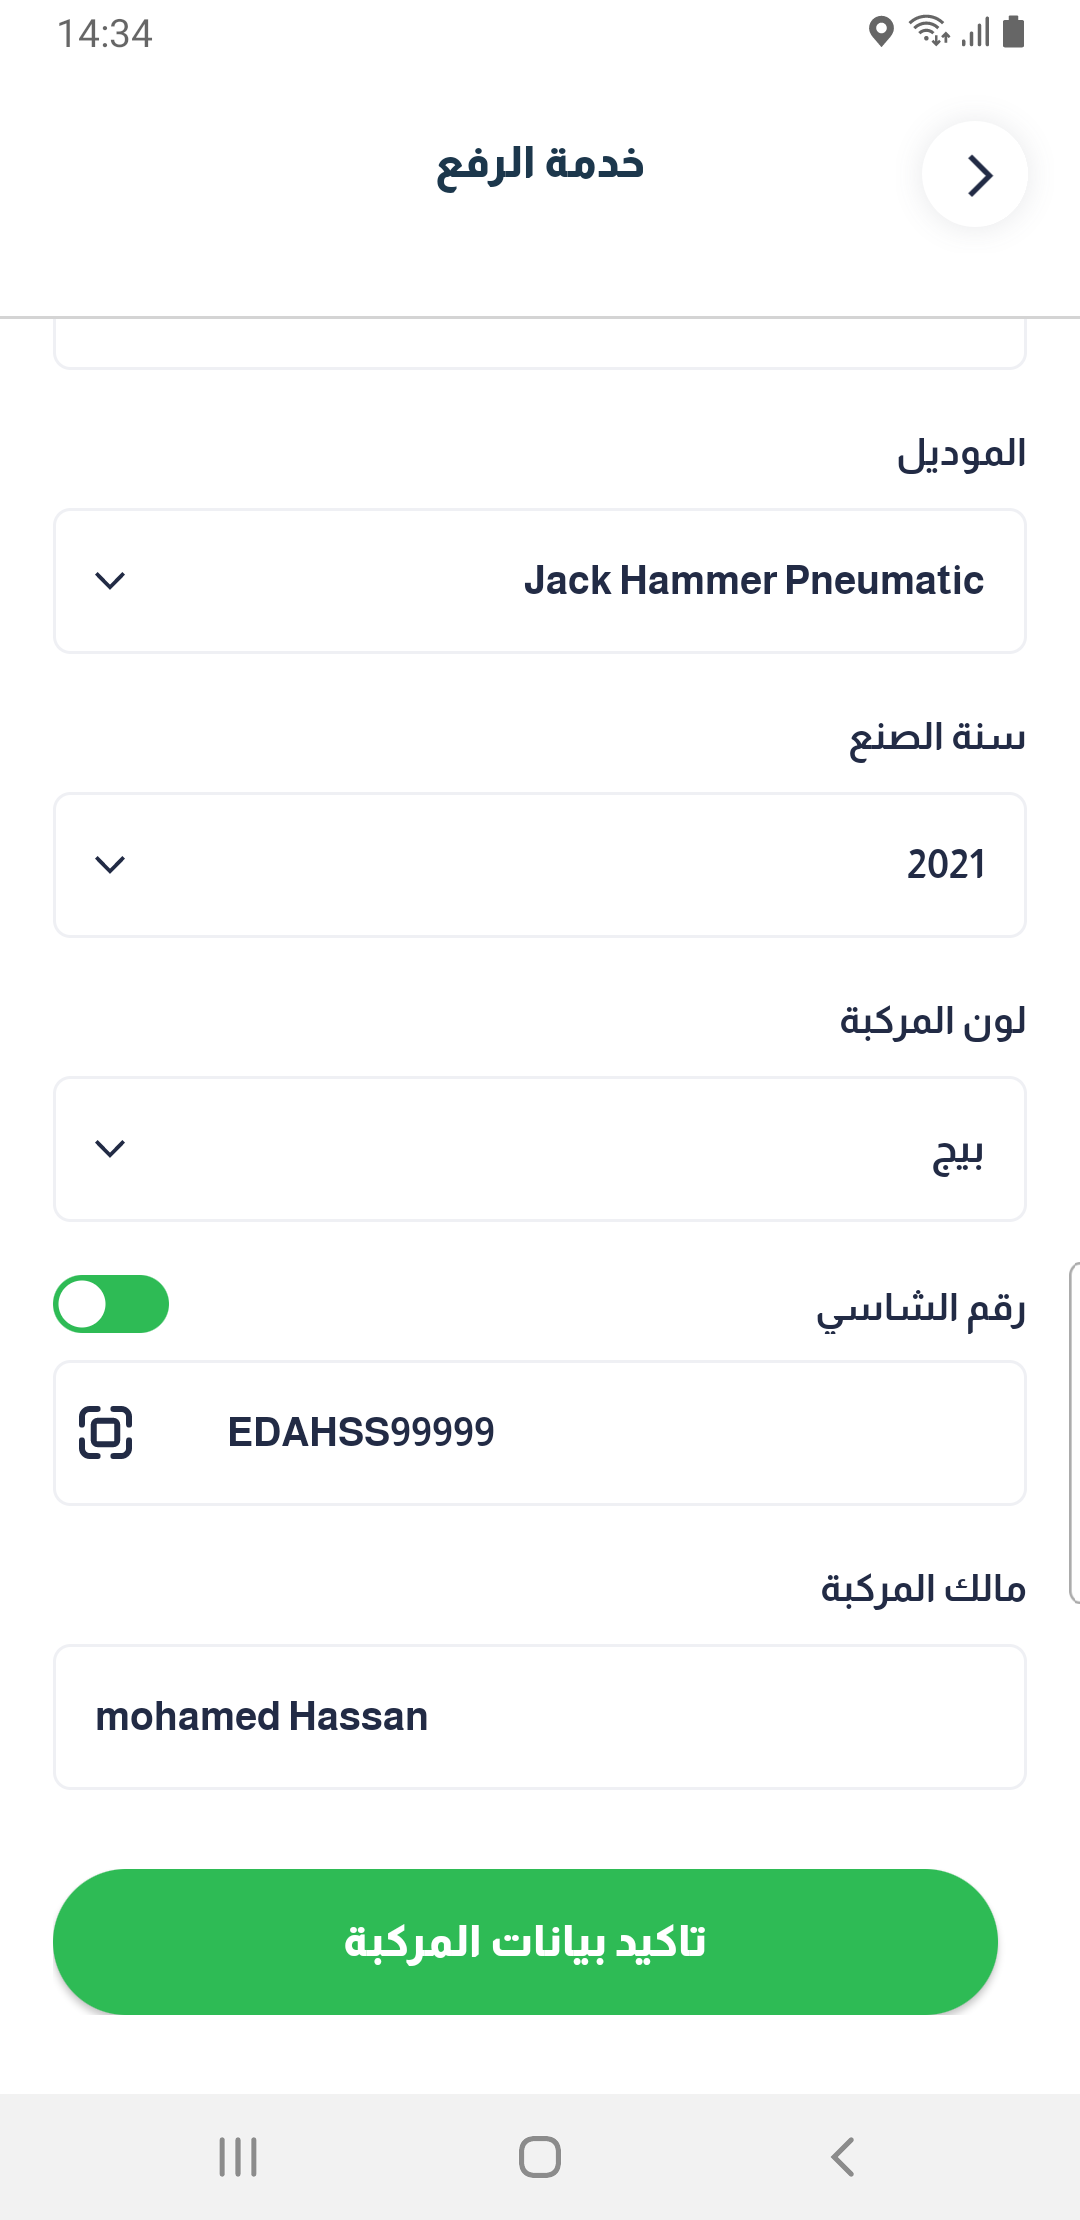 14:34
خدمة الرفع
الموديل
Jack Hammer Pneumatic
سنة الصنع
2021
لون المركبة
بيج
رقم الشاسي
EDAHSS99999
مالك المركبة
mohamed Hassan
تاكيد بيانات المركبة